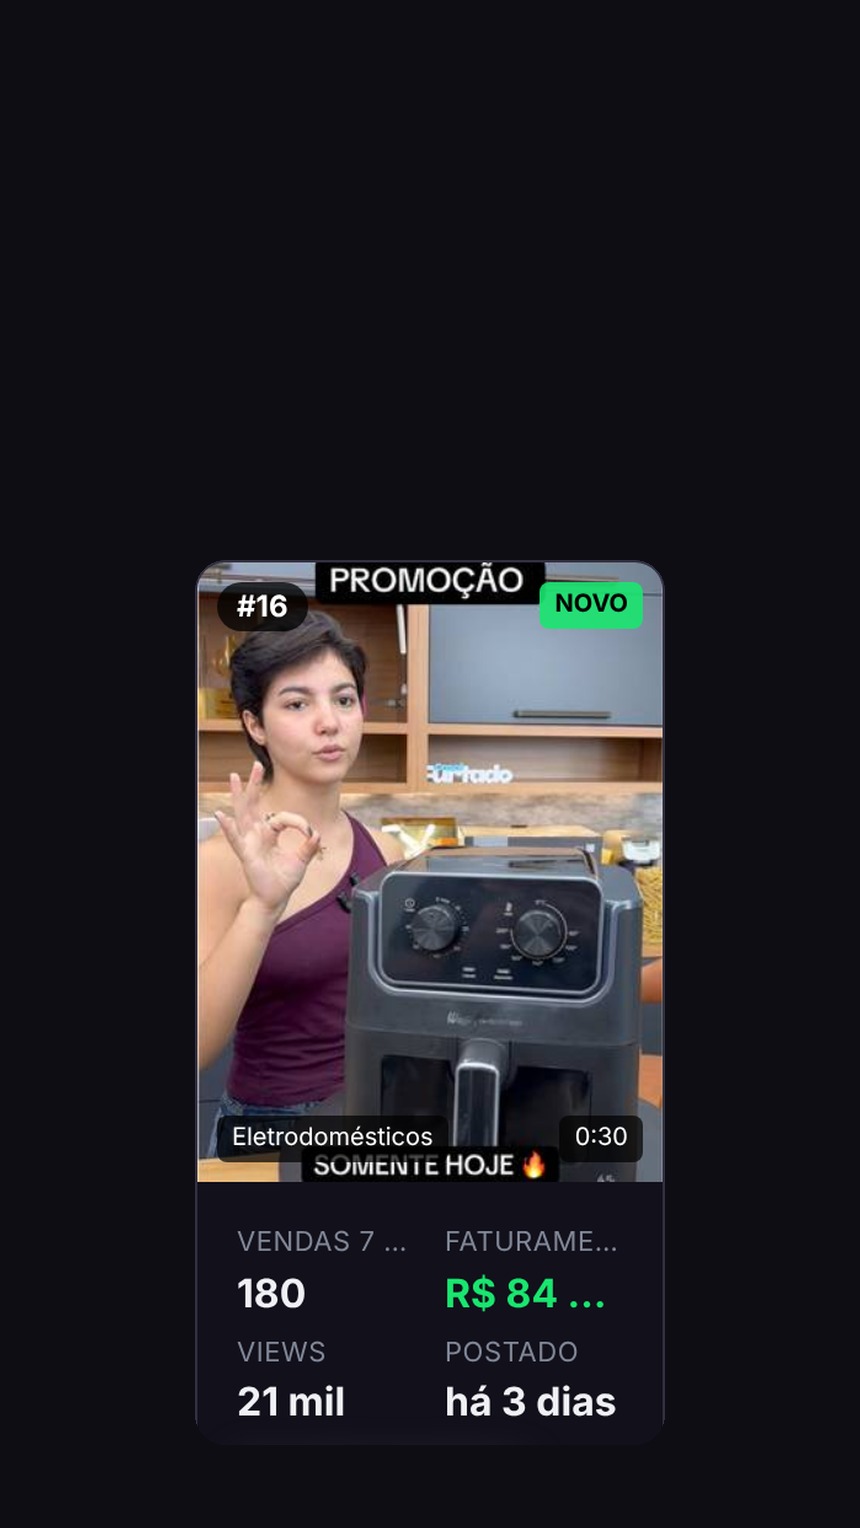 PROMOÇÃO
#16
NOVO
Furtado
Eletrodomésticos
0:30
SOMENTE HOJE 🔥
VENDAS 7 ...
FATURAME...
180
R$ 84 ...
VIEWS
POSTADO
21 mil
há 3 dias